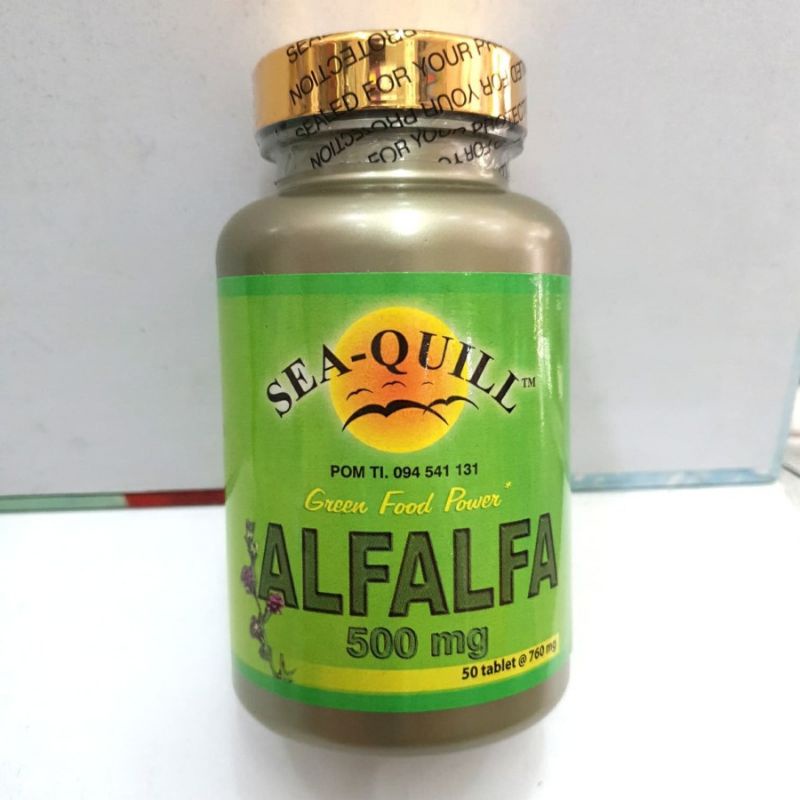 SEALED FOR YOUR PROTECTION
SEA-QUILL™
POM TI. 094 541 131
Green Food Power*
ALFALFA
500 mg
50 tablet @ 760 mg